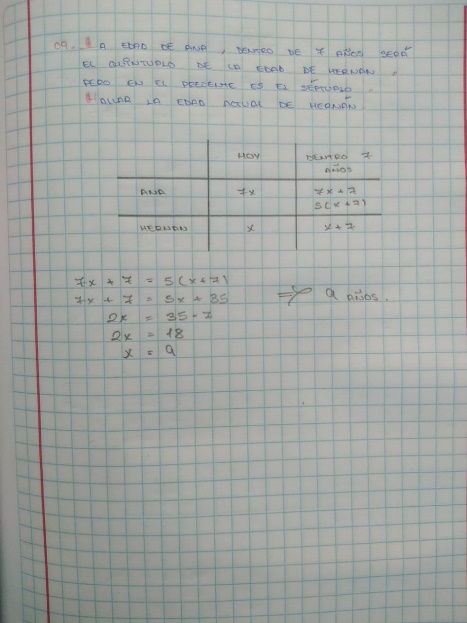 09. LA EDAD DE ANA, DENTRO DE 7 AÑOS SERÁ
EL QUÍNTUPLO DE LA EDAD DE HERNÁN,
PERO EN EL PRESENTE ES EL SÉPTUPLO.
HALLAR LA EDAD ACTUAL DE HERNÁN.
HOY DENTRO 7
AÑOS
ANA 7x 7x + 7
5(x + 7)
HERNÁN x x + 7
7x + 7 = 5(x + 7)
7x + 7 = 5x + 35
2x = 35 - 7
2x = 18
x = 9
⇒ 9 AÑOS.